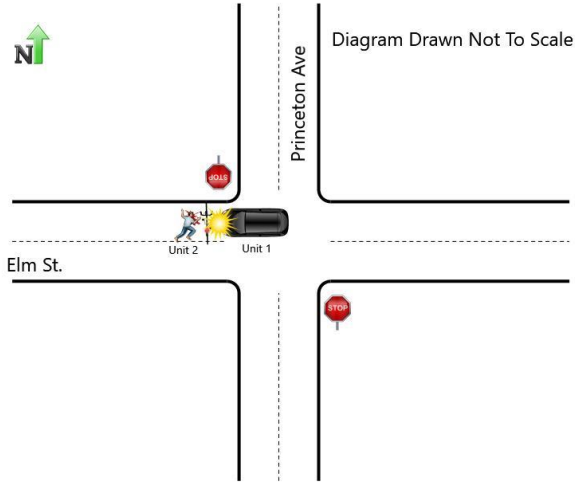 N
Diagram Drawn Not To Scale
Princeton Ave
STOP
Unit 2
Unit 1
Elm St.
STOP